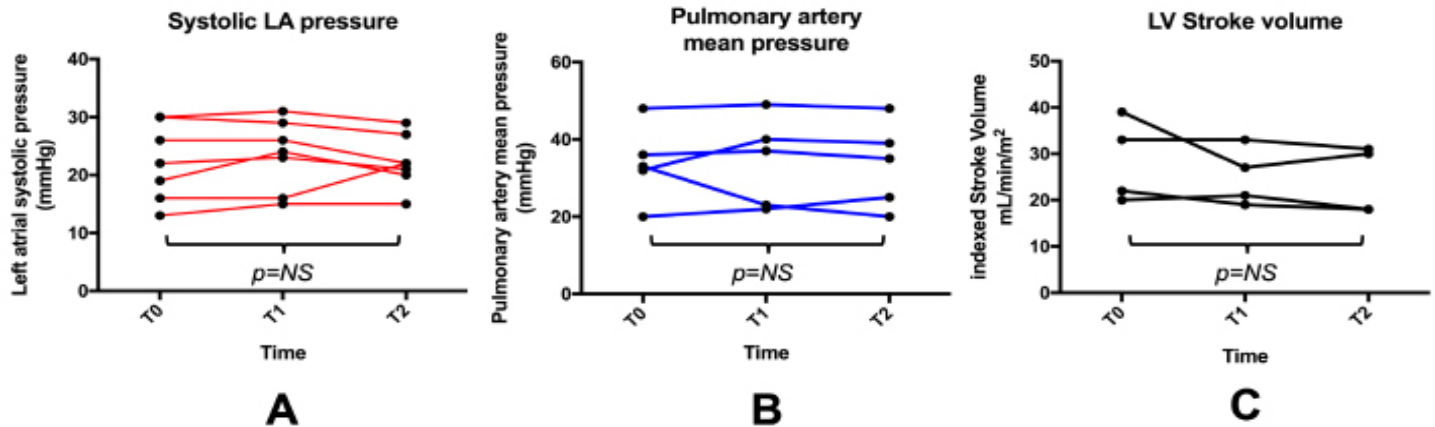 Systolic LA pressure
Left atrial systolic pressure
(mmHg)
40
30
20
10
0
p=NS
T0
T1
T2
Time
A
Pulmonary artery
mean pressure
Pulmonary artery mean pressure
(mmHg)
60
40
20
0
p=NS
T0
T1
T2
Time
B
LV Stroke volume
indexed Stroke Volume
mL/min/m²
50
40
30
20
10
0
p=NS
T0
T1
T2
Time
C